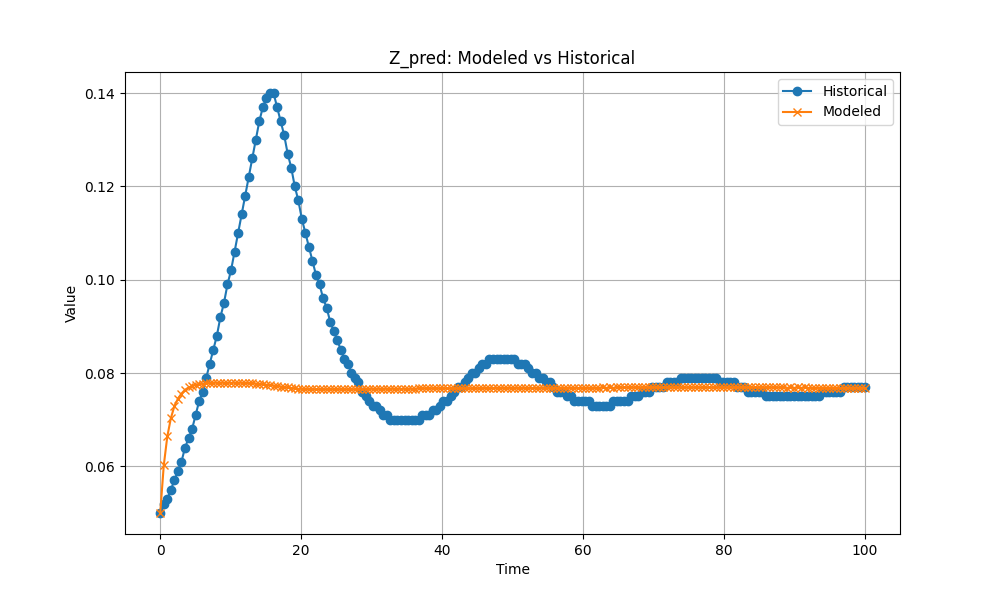 Z_pred: Modeled vs Historical
Historical
Modeled
0.14
0.12
0.10
0.08
0.06
Value
0
20
40
60
80
100
Time